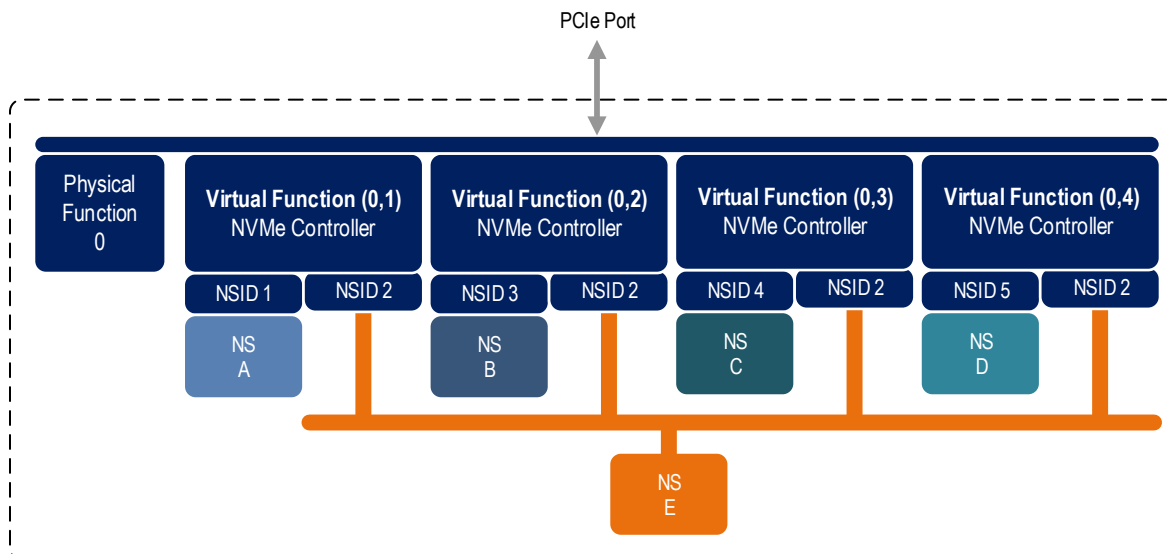 PCIe Port
Physical
Function
0
Virtual Function (0,1)
NVMe Controller
Virtual Function (0,2)
NVMe Controller
Virtual Function (0,3)
NVMe Controller
Virtual Function (0,4)
NVMe Controller
NSID 1
NSID 2
NSID 3
NSID 2
NSID 4
NSID 2
NSID 5
NSID 2
NS
A
NS
B
NS
C
NS
D
NS
E